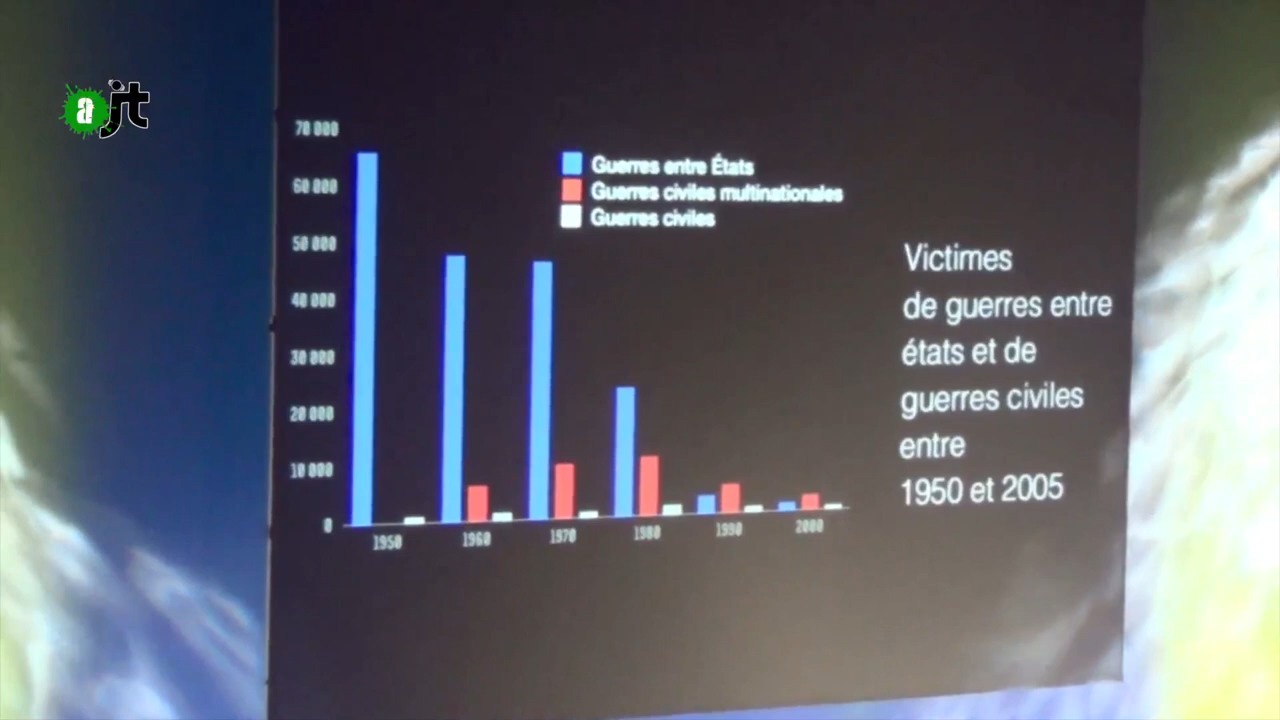 ajt
70 000
60 000
50 000
40 000
30 000
20 000
10 000
0
1950
1960
1970
1980
1990
2000
Guerres entre États
Guerres civiles multinationales
Guerres civiles
Victimes
de guerres entre
états et de
guerres civiles
entre
1950 et 2005